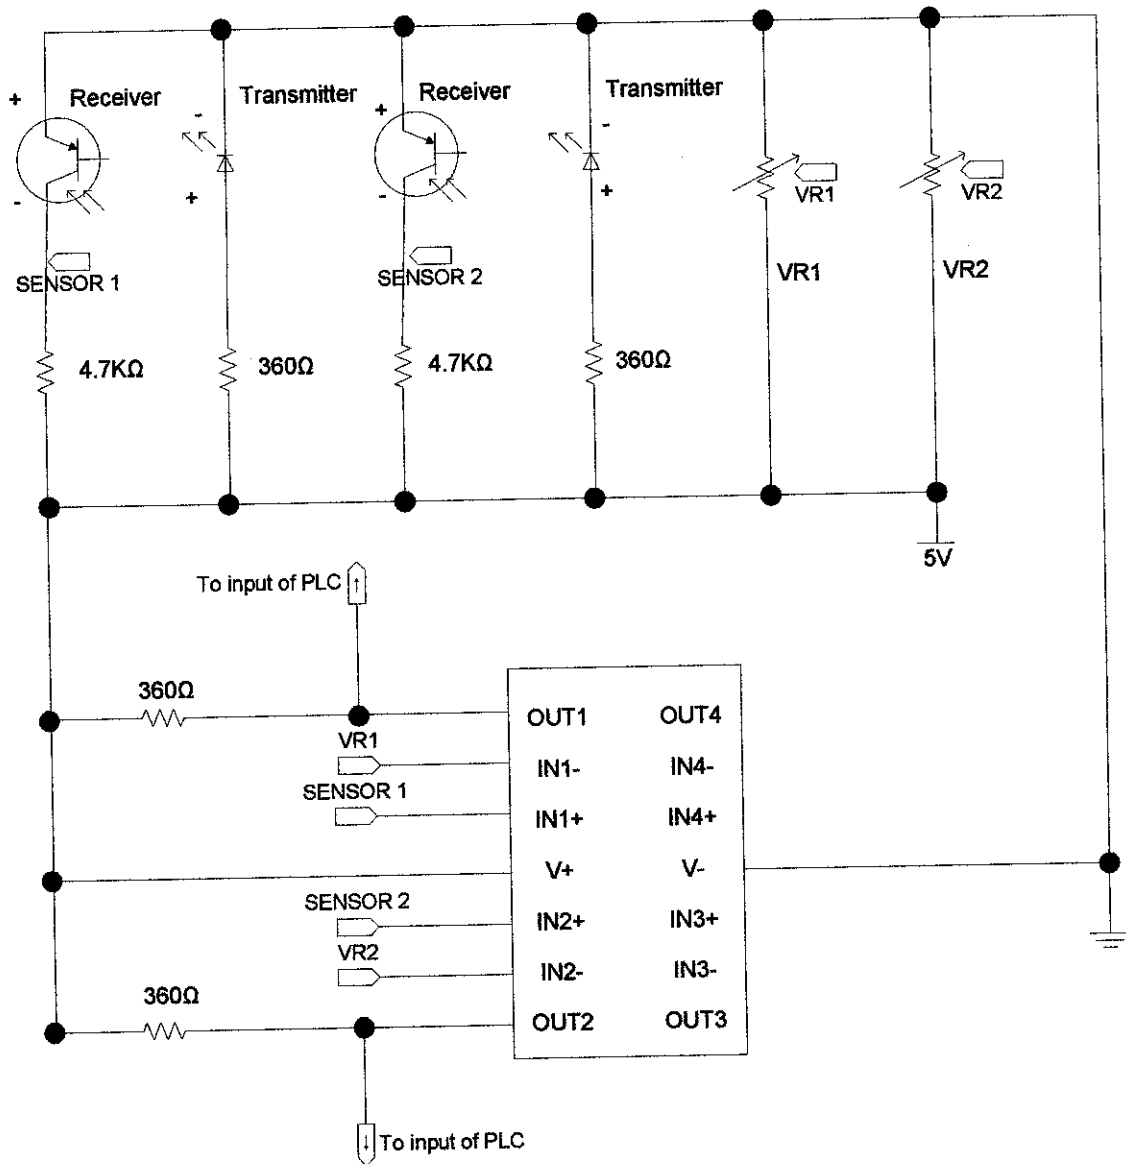 + Receiver
- Transmitter
+ Receiver
- Transmitter
- +
- +
VR1
VR2
SENSOR 1
SENSOR 2
VR1
VR2
4.7KΩ
360Ω
4.7KΩ
360Ω
5V
To input of PLC ↑
360Ω
OUT1 OUT4
VR1
IN1- IN4-
SENSOR 1
IN1+ IN4+
V+ V-
SENSOR 2
IN2+ IN3+
VR2
IN2- IN3-
360Ω
OUT2 OUT3
↓ To input of PLC